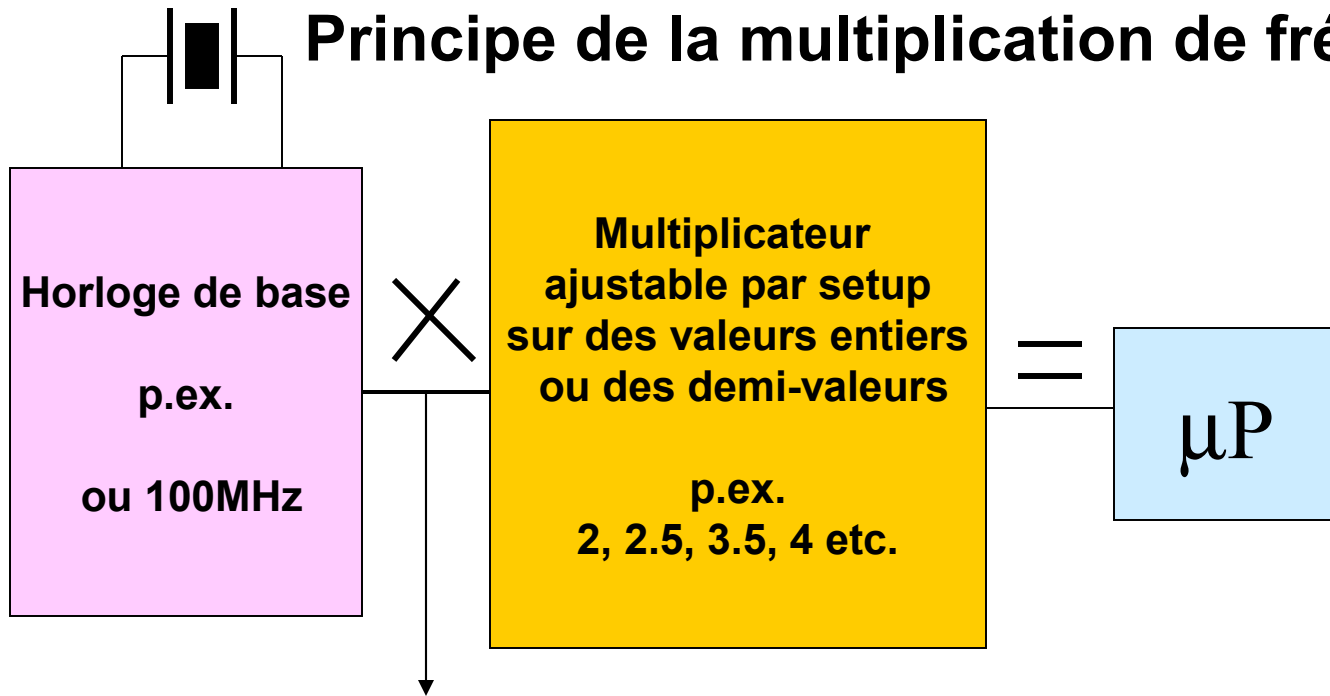 Principe de la multiplication de fré
Horloge de base
p.ex.
ou 100MHz
Multiplicateur
ajustable par setup
sur des valeurs entiers
ou des demi-valeurs
p.ex.
2, 2.5, 3.5, 4 etc.
μP